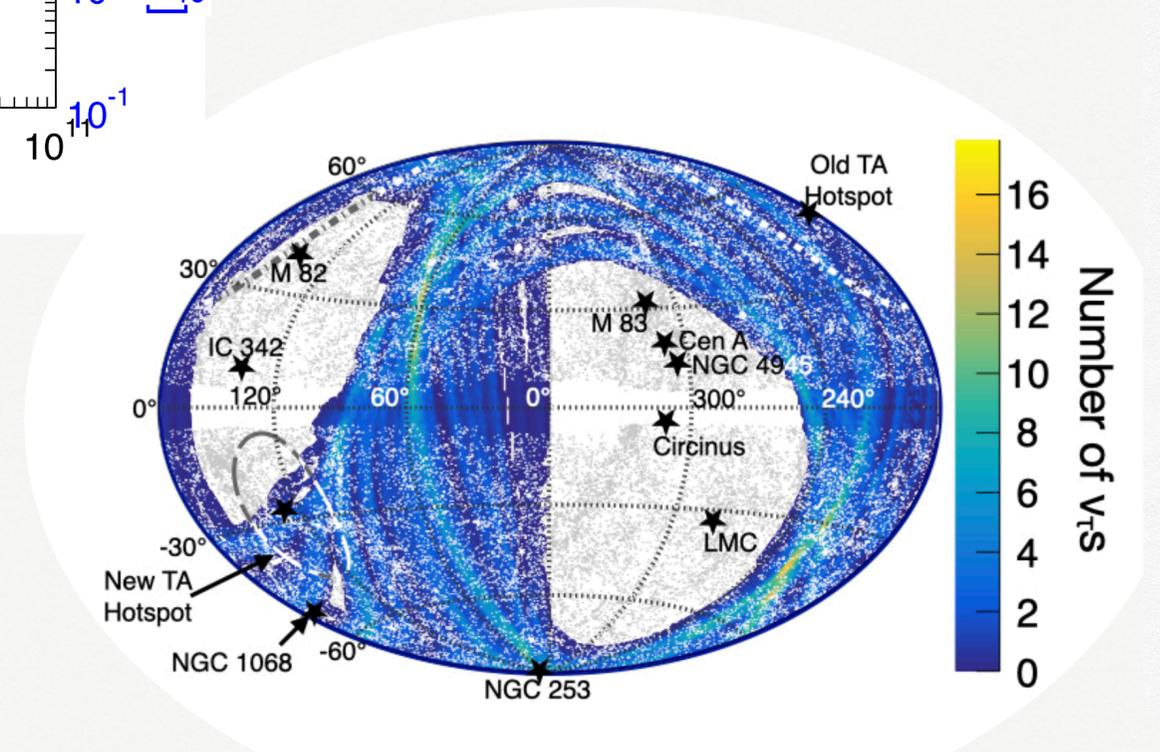 10⁻¹
10¹¹
Old TA
Hotspot
60°
30°
M 82
M 83
Cen A
IC 342
NGC 4945
120°
60°
0°
300°
240°
0°
Circinus
LMC
-30°
New TA
Hotspot
-60°
NGC 1068
NGC 253
16
14
12
10
8
6
4
2
0
Number of ντs